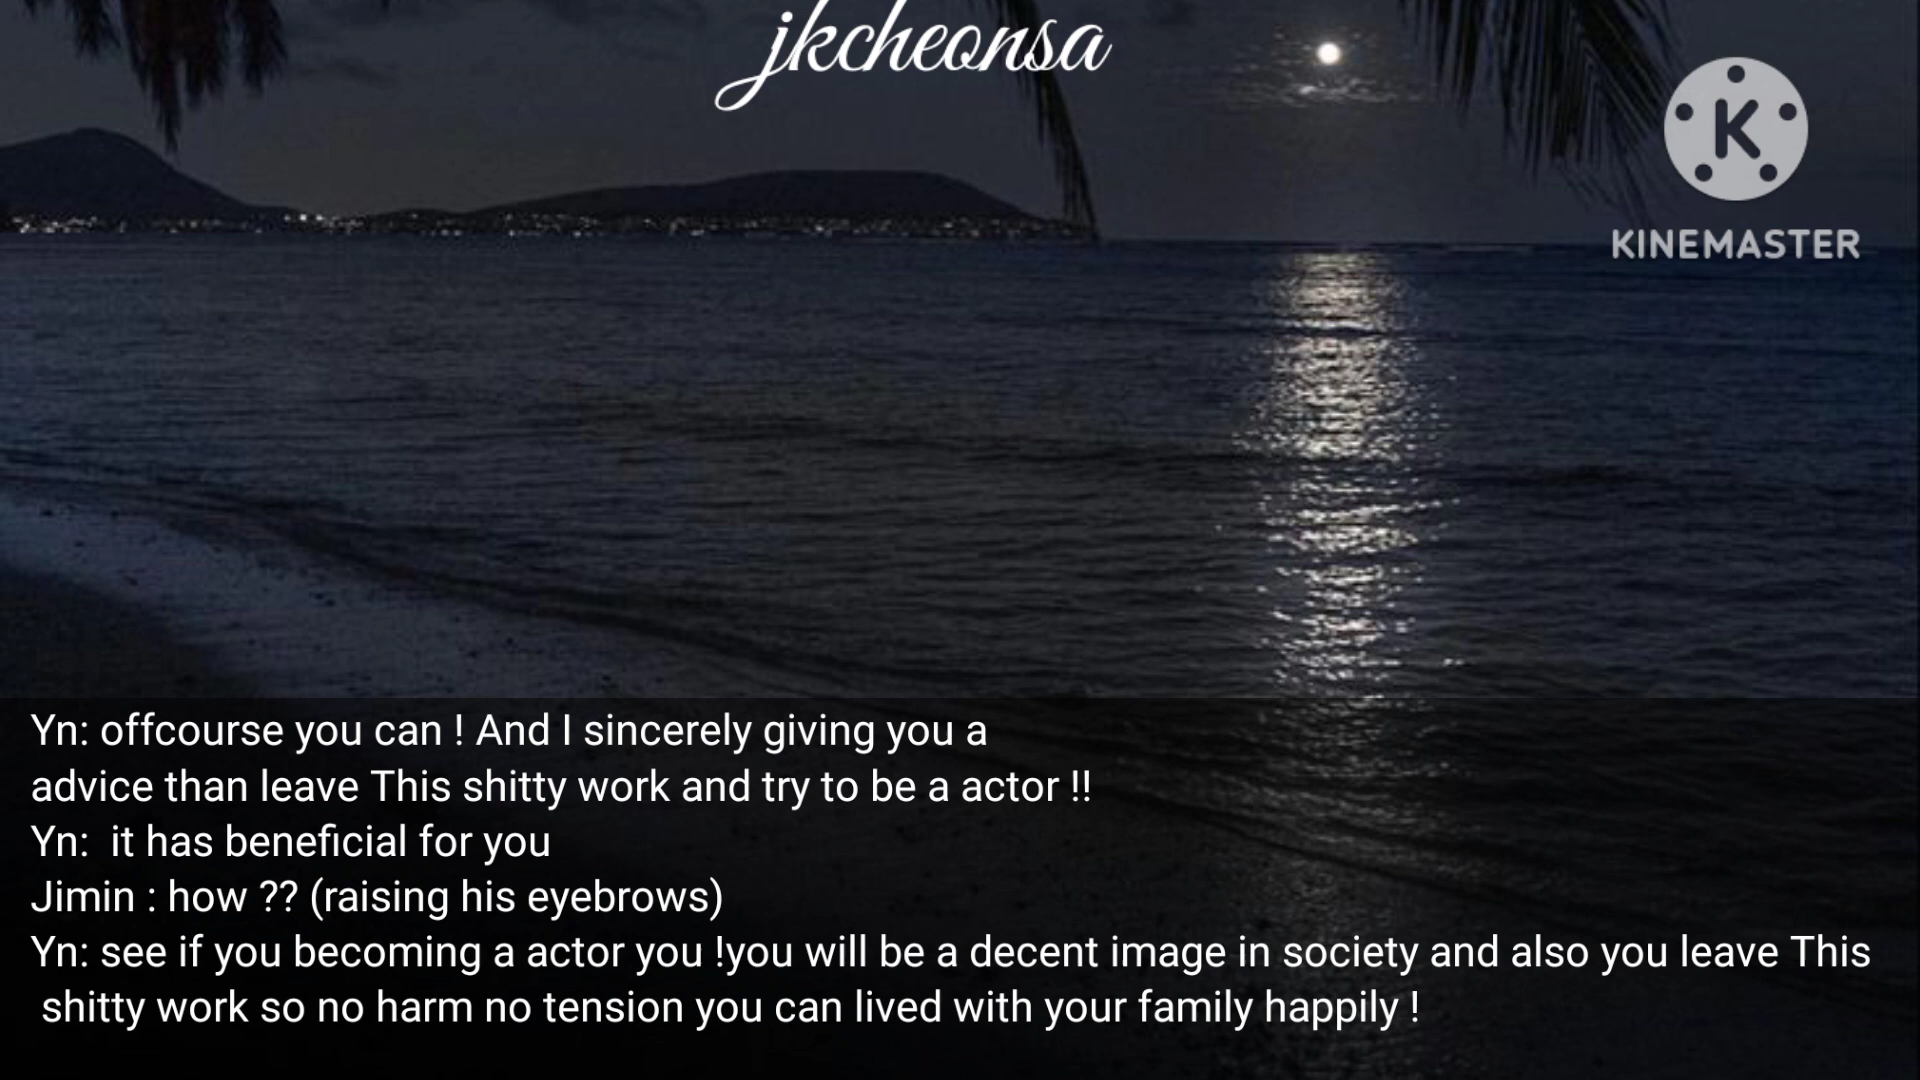 jkcheonsa
K
KINEMASTER
Yn: offcourse you can ! And I sincerely giving you a
advice than leave This shitty work and try to be a actor !!
Yn:  it has beneficial for you
Jimin : how ?? (raising his eyebrows)
Yn: see if you becoming a actor you !you will be a decent image in society and also you leave This
shitty work so no harm no tension you can lived with your family happily !